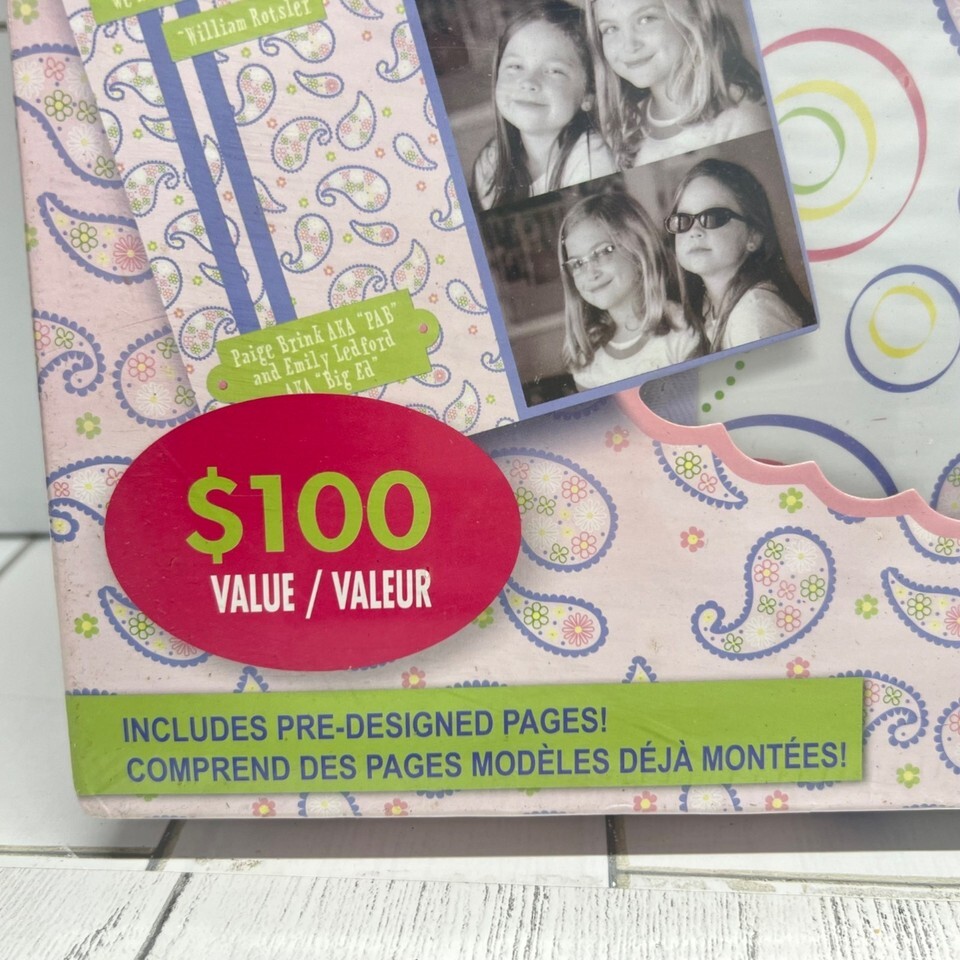 "William Rotsler
Paige Brink AKA "PAB"
and Emily Ledford
AKA "Big Ed"
$100
VALUE / VALEUR
INCLUDES PRE-DESIGNED PAGES!
COMPREND DES PAGES MODÈLES DÉJÀ MONTÉES!